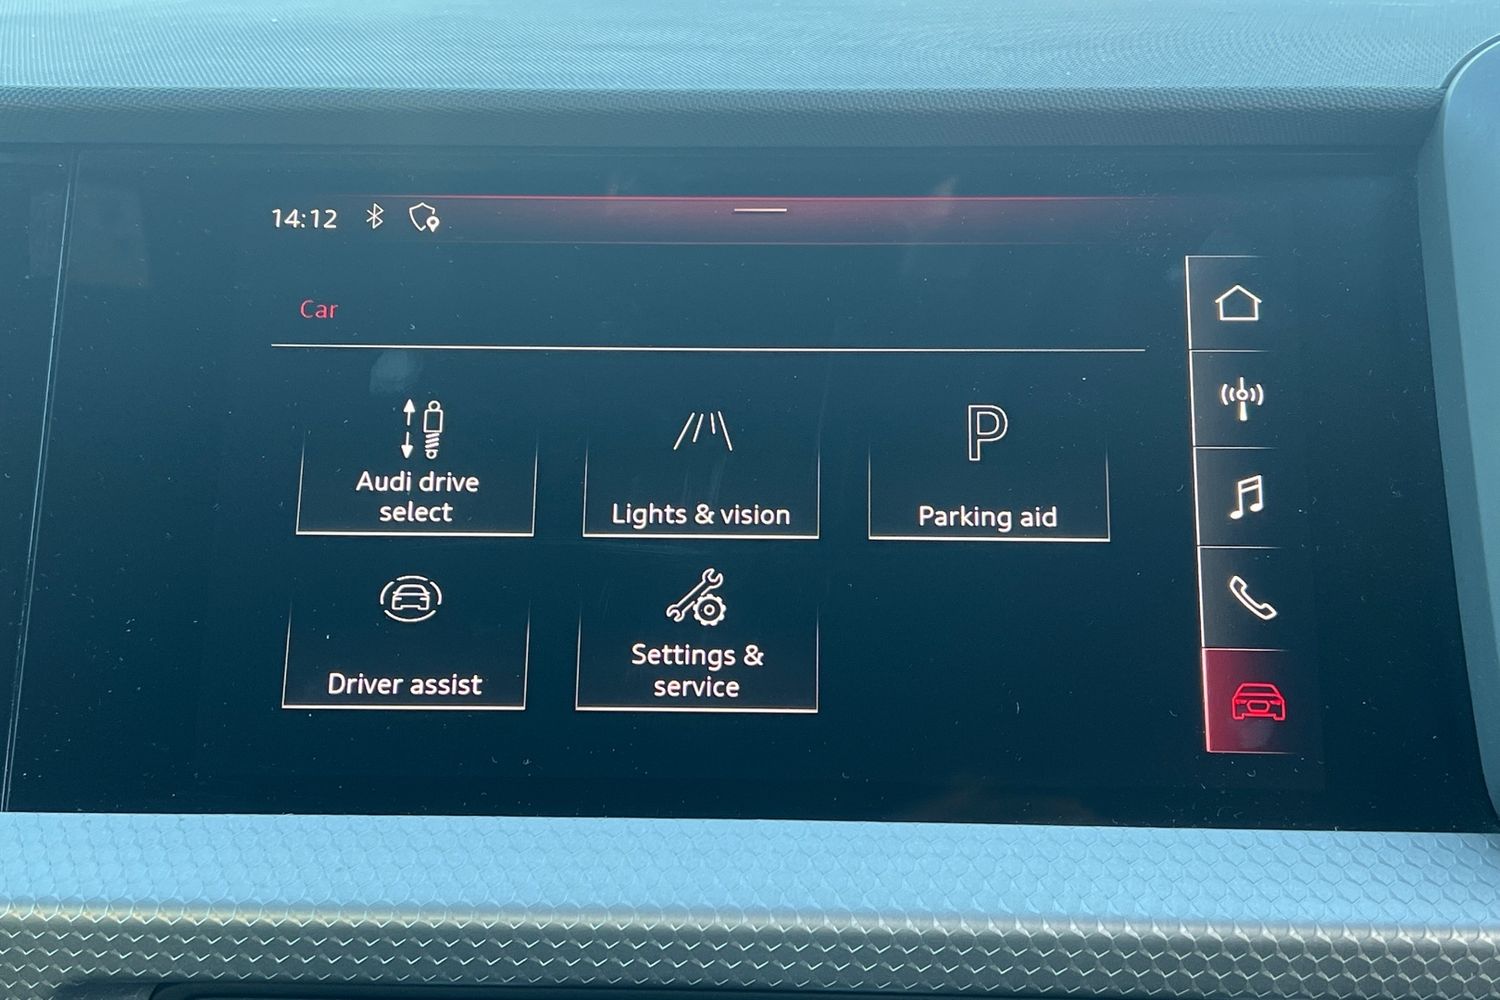 14:12
Car
Audi drive
select
Lights & vision
P
Parking aid
Driver assist
Settings &
service